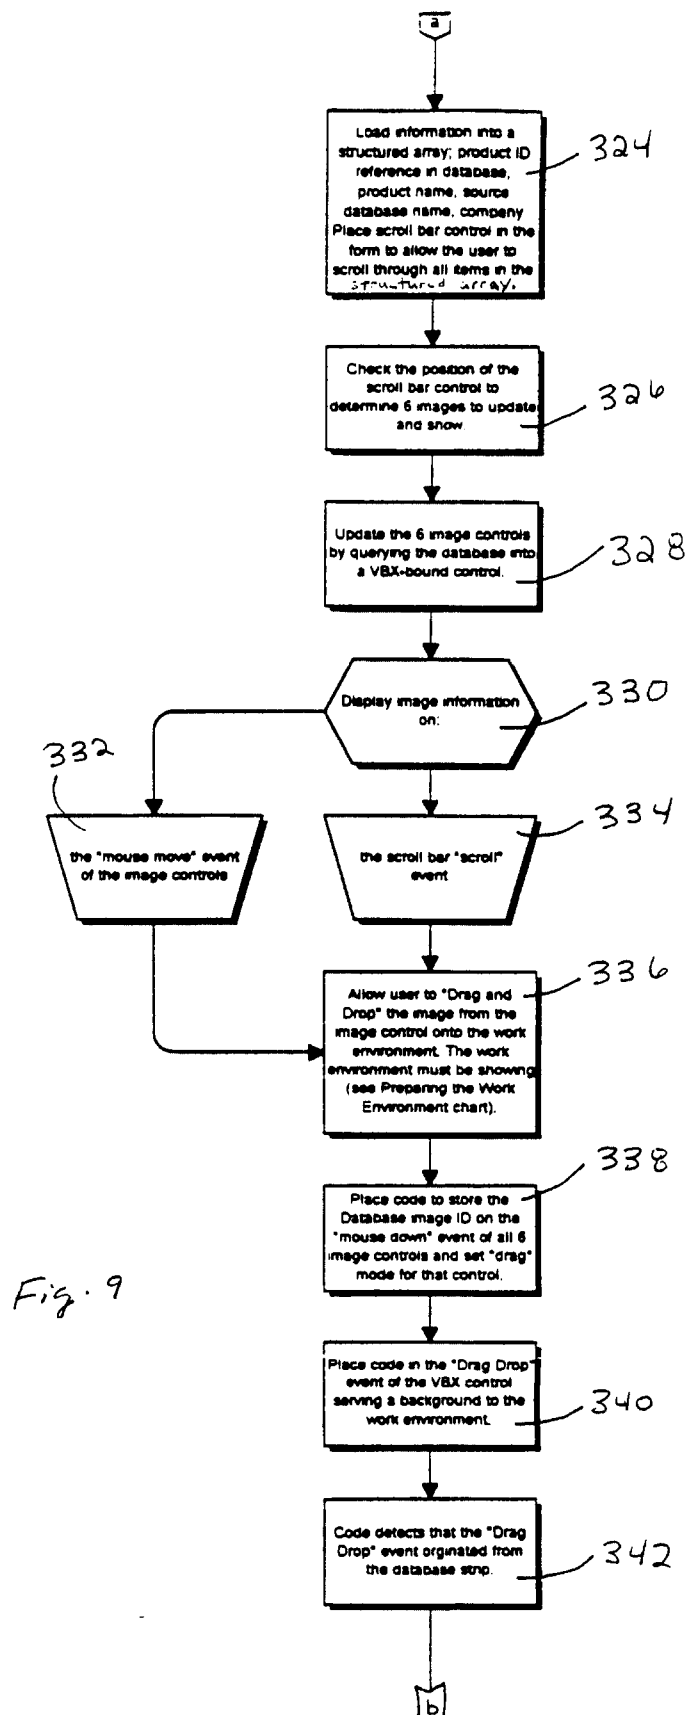 a
Load information into a
structured array; product ID
reference in database,
product name, source
database name, company
Place scroll bar control in the
form to allow the user to
scroll through all items in the
structured array.
324
Check the position of the
scroll bar control to
determine 6 images to update
and show.
326
Update the 6 image controls
by querying the database into
a VBX-bound control.
328
Display image information
on:
330
332
the "mouse move" event
of the image controls
the scroll bar "scroll"
event
334
Allow user to "Drag and
Drop" the image from the
image control onto the work
environment. The work
environment must be showing
(see Preparing the Work
Environment chart).
336
Place code to store the
Database image ID on the
"mouse down" event of all 6
image controls and set "drag"
mode for that control.
338
Fig. 9
Place code in the "Drag Drop"
event of the VBX control
serving a background to the
work environment.
340
Code detects that the "Drag
Drop" event orginated from
the database strip.
342
b